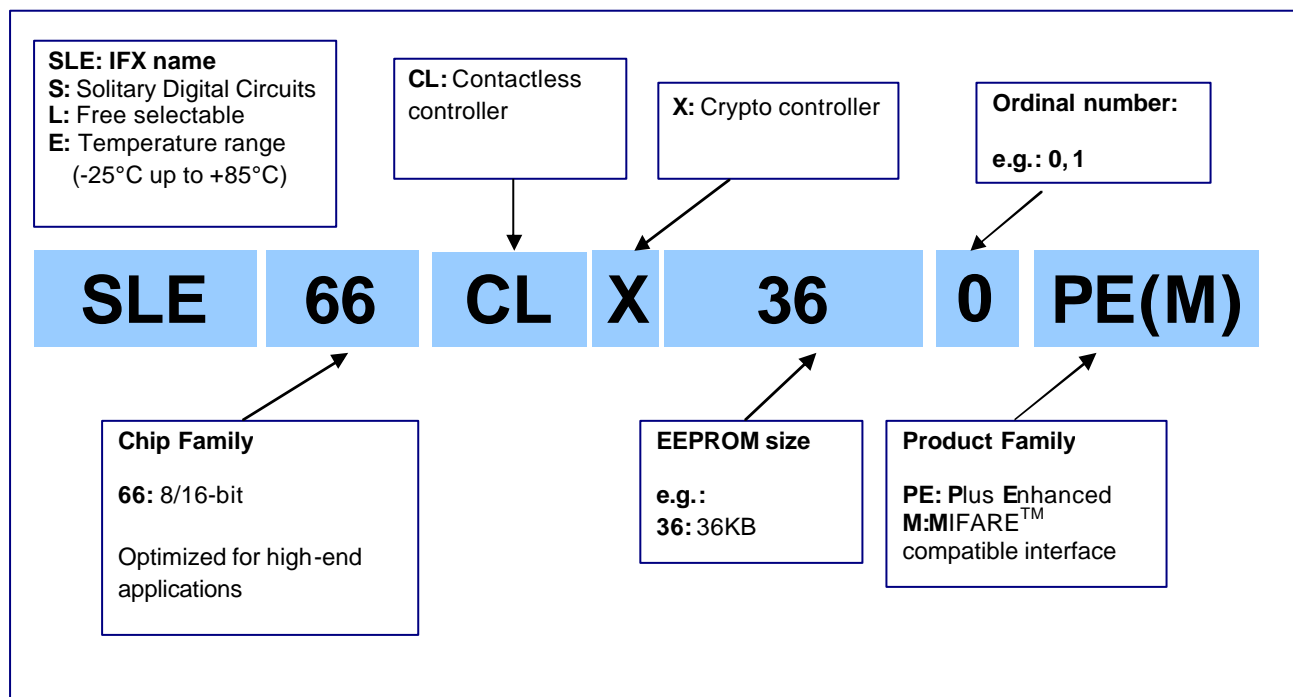 SLE: IFX name
S: Solitary Digital Circuits
L: Free selectable
E: Temperature range
(-25°C up to +85°C)
CL: Contactless
controller
X: Crypto controller
Ordinal number:
e.g.: 0, 1
SLE 66 CL X 36 0 PE(M)
Chip Family
66: 8/16-bit
Optimized for high-end
applications
EEPROM size
e.g.:
36: 36KB
Product Family
PE: Plus Enhanced
M:MIFARE™
compatible interface